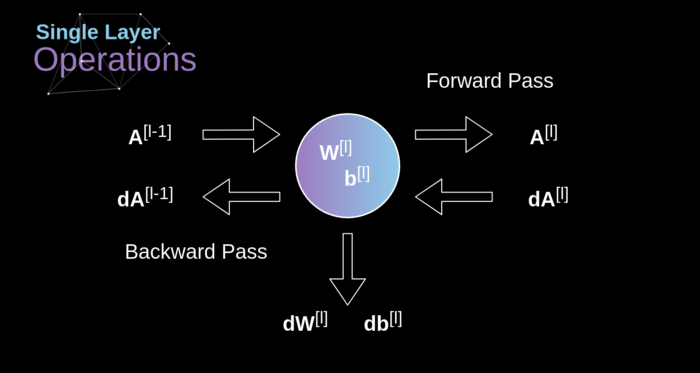 Single Layer
Operations
Forward Pass
A[l-1]
W[l]
b[l]
A[l]
dA[l-1]
dA[l]
Backward Pass
dW[l] db[l]